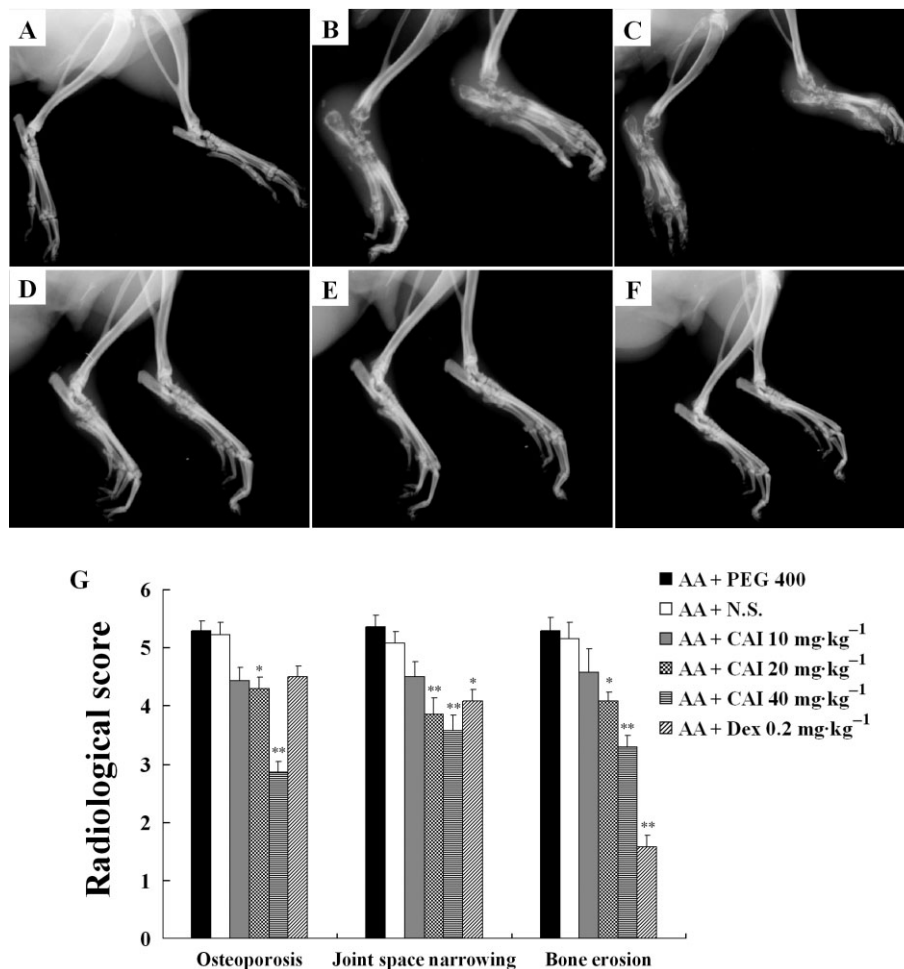 A
B
C
D
E
F
G
Radiological score
6
5
4
3
2
1
0
*
**
**
**
*
*
**
**
Osteoporosis
Joint space narrowing
Bone erosion
AA + PEG 400
AA + N.S.
AA + CAI 10 mg·kg⁻¹
AA + CAI 20 mg·kg⁻¹
AA + CAI 40 mg·kg⁻¹
AA + Dex 0.2 mg·kg⁻¹